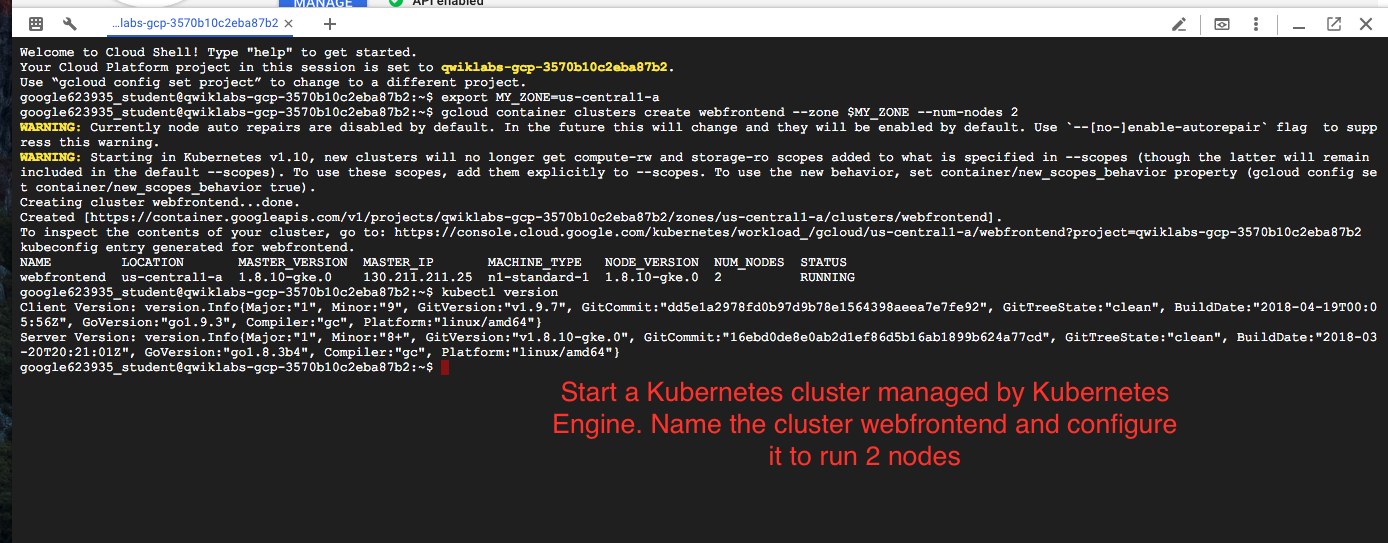 MANAGE
API enabled
...labs-gcp-3570b10c2eba87b2
Welcome to Cloud Shell! Type "help" to get started.
Your Cloud Platform project in this session is set to qwiklabs-gcp-3570b10c2eba87b2.
Use “gcloud config set project” to change to a different project.
google623935_student@qwiklabs-gcp-3570b10c2eba87b2:~$ export MY_ZONE=us-central1-a
google623935_student@qwiklabs-gcp-3570b10c2eba87b2:~$ gcloud container clusters create webfrontend --zone $MY_ZONE --num-nodes 2
WARNING: Currently node auto repairs are disabled by default. In the future this will change and they will be enabled by default. Use `--[no-]enable-autorepair` flag  to supp
ress this warning.
WARNING: Starting in Kubernetes v1.10, new clusters will no longer get compute-rw and storage-ro scopes added to what is specified in --scopes (though the latter will remain
included in the default --scopes). To use these scopes, add them explicitly to --scopes. To use the new behavior, set container/new_scopes_behavior property (gcloud config se
t container/new_scopes_behavior true).
Creating cluster webfrontend...done.
Created [https://container.googleapis.com/v1/projects/qwiklabs-gcp-3570b10c2eba87b2/zones/us-central1-a/clusters/webfrontend].
To inspect the contents of your cluster, go to: https://console.cloud.google.com/kubernetes/workload_/gcloud/us-central1-a/webfrontend?project=qwiklabs-gcp-3570b10c2eba87b2
kubeconfig entry generated for webfrontend.
NAME         LOCATION       MASTER_VERSION  MASTER_IP       MACHINE_TYPE   NODE_VERSION  NUM_NODES  STATUS
webfrontend  us-central1-a  1.8.10-gke.0    130.211.211.25  n1-standard-1  1.8.10-gke.0  2          RUNNING
google623935_student@qwiklabs-gcp-3570b10c2eba87b2:~$ kubectl version
Client Version: version.Info{Major:"1", Minor:"9", GitVersion:"v1.9.7", GitCommit:"dd5e1a2978fd0b97d9b78e1564398aeea7e7fe92", GitTreeState:"clean", BuildDate:"2018-04-19T00:0
5:56Z", GoVersion:"go1.9.3", Compiler:"gc", Platform:"linux/amd64"}
Server Version: version.Info{Major:"1", Minor:"8+", GitVersion:"v1.8.10-gke.0", GitCommit:"16ebd0de8e0ab2d1ef86d5b16ab1899b624a77cd", GitTreeState:"clean", BuildDate:"2018-03
-20T20:21:01Z", GoVersion:"go1.8.3b4", Compiler:"gc", Platform:"linux/amd64"}
google623935_student@qwiklabs-gcp-3570b10c2eba87b2:~$
Start a Kubernetes cluster managed by Kubernetes
Engine. Name the cluster webfrontend and configure
it to run 2 nodes